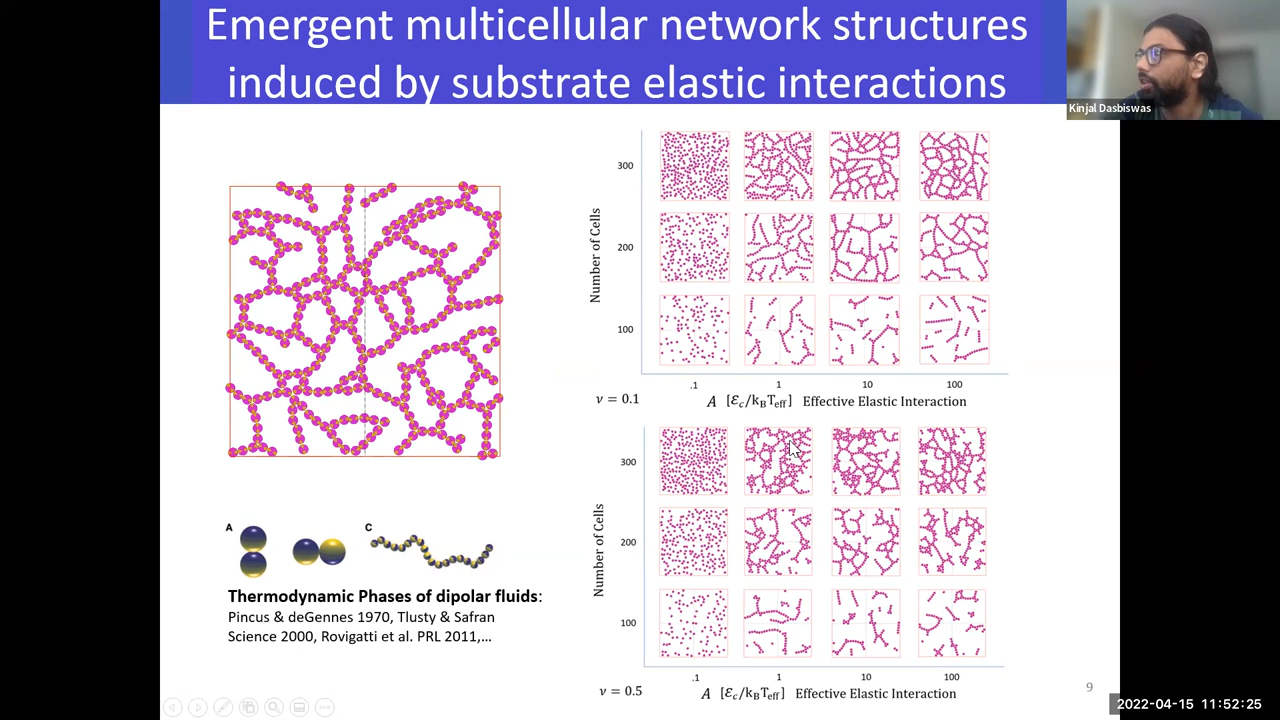 Emergent multicellular network structures
induced by substrate elastic interactions
Kinjal Dasbiswas
Number of Cells
300
200
100
.1
1
10
100
ν = 0.1
A [Ɛc/kBTeff] Effective Elastic Interaction
Number of Cells
300
200
100
.1
1
10
100
ν = 0.5
A [Ɛc/kBTeff] Effective Elastic Interaction
A
C
Thermodynamic Phases of dipolar fluids:
Pincus & deGennes 1970, Tlusty & Safran
Science 2000, Rovigatti et al. PRL 2011,...
9
2022-04-15 11:52:25